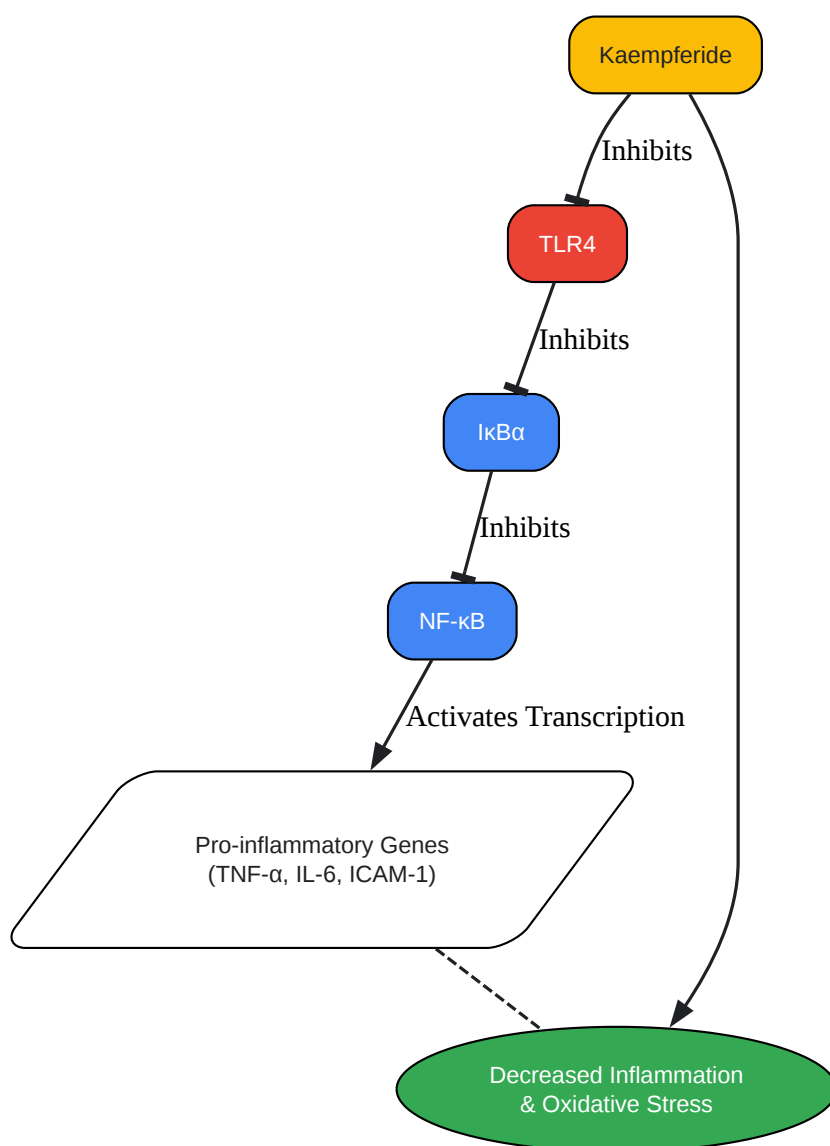 Kaempferide
Inhibits
TLR4
Inhibits
IκBα
Inhibits
NF-κB
Activates Transcription
Pro-inflammatory Genes
(TNF-α, IL-6, ICAM-1)
Decreased Inflammation
& Oxidative Stress